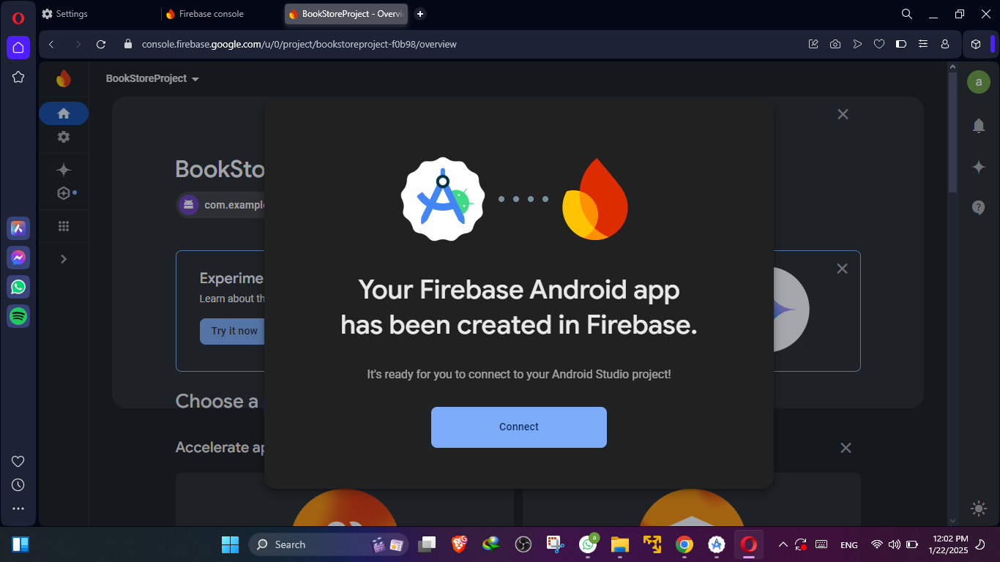 Settings
Firebase console
BookStoreProject - Overvi
console.firebase.google.com/u/0/project/bookstoreproject-f0b98/overview
BookStoreProject
a
BookSto
com.example
Experime
Learn about th
Try it now
Your Firebase Android app
has been created in Firebase.
It's ready for you to connect to your Android Studio project!
Connect
Choose a
Accelerate ap
Search
a
ENG
12:02 PM
1/22/2025